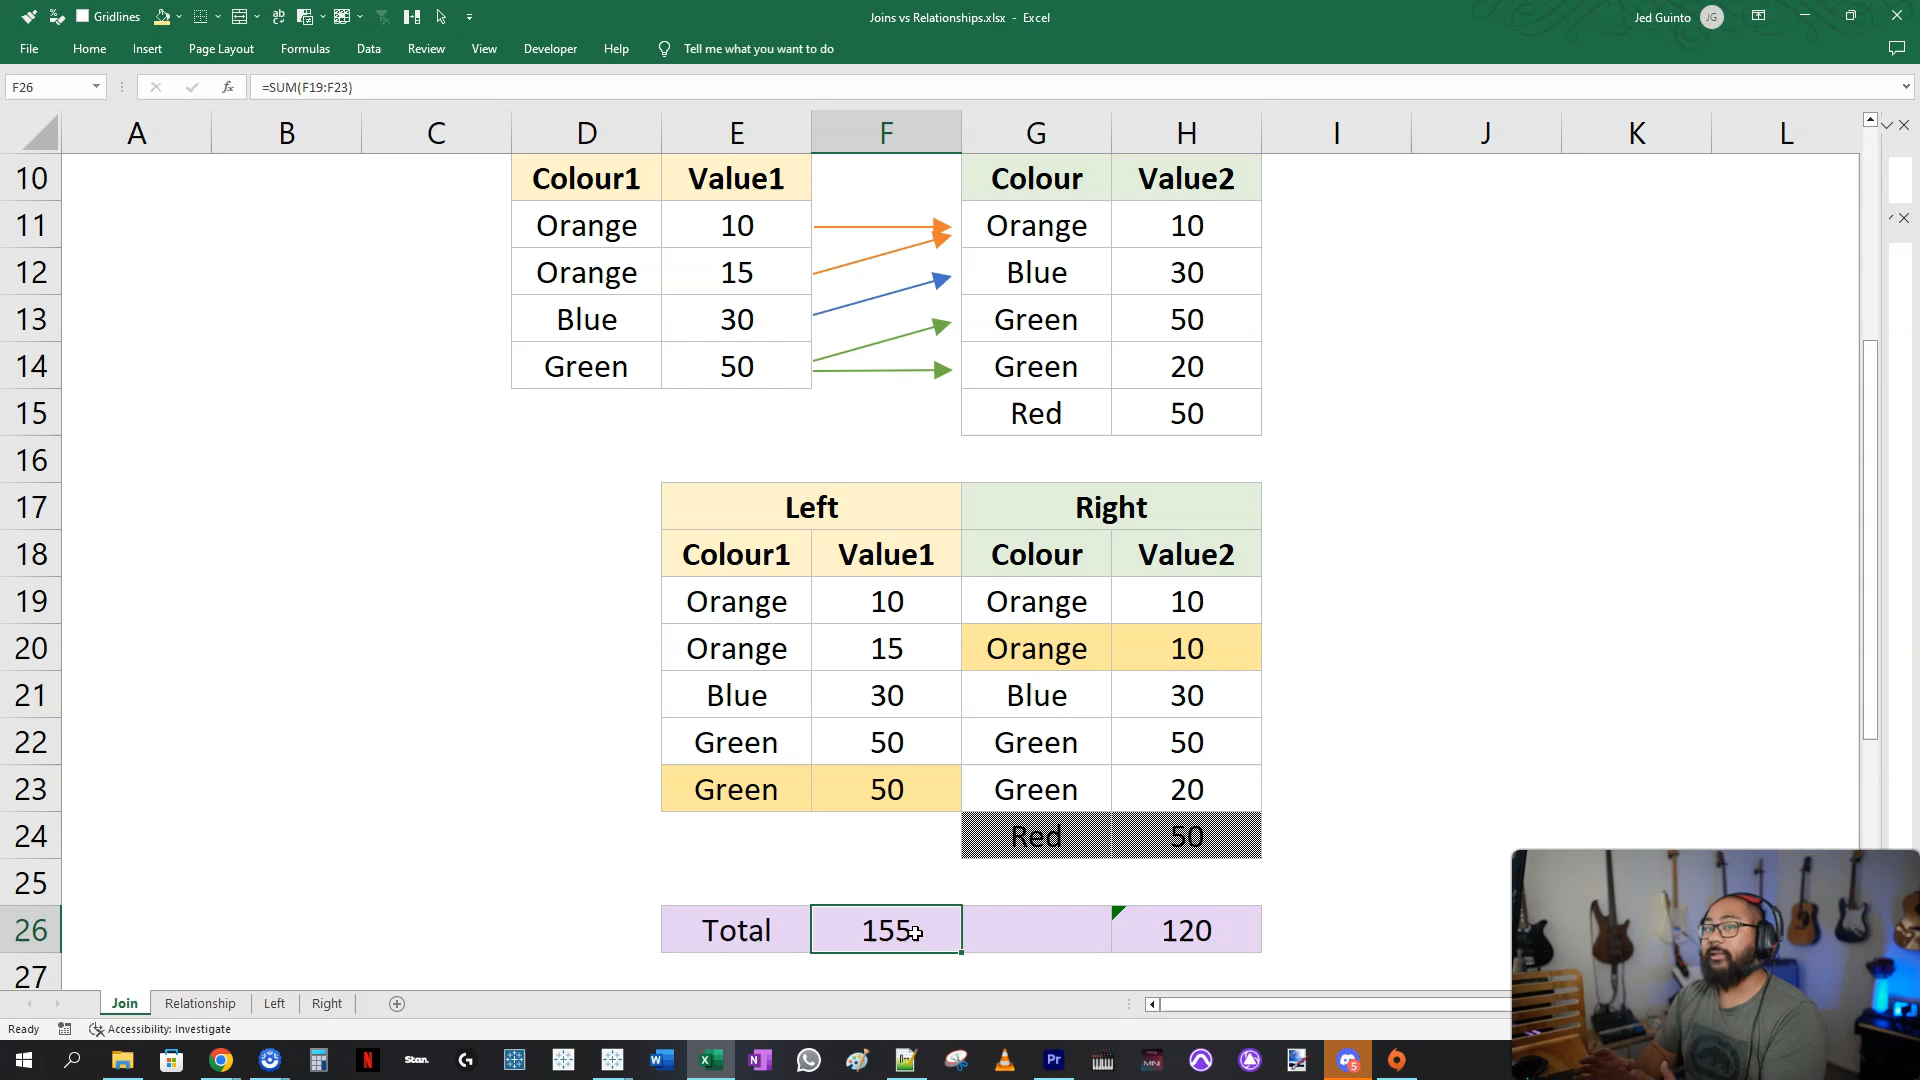 Gridlines
Joins vs Relationships.xlsx - Excel
Jed Guinto
JG
File Home Insert Page Layout Formulas Data Review View Developer Help Tell me what you want to do
F26 fx =SUM(F19:F23)
A B C D E F G H I J K L
10 Colour1 Value1 Colour Value2
11 Orange 10 Orange 10
12 Orange 15 Blue 30
13 Blue 30 Green 50
14 Green 50 Green 20
15 Red 50
16
17 Left Right
18 Colour1 Value1 Colour Value2
19 Orange 10 Orange 10
20 Orange 15 Orange 10
21 Blue 30 Blue 30
22 Green 50 Green 50
23 Green 50 Green 20
24 Red 50
25
26 Total 155 120
27
Join Relationship Left Right
Ready Accessibility: Investigate
Stan.